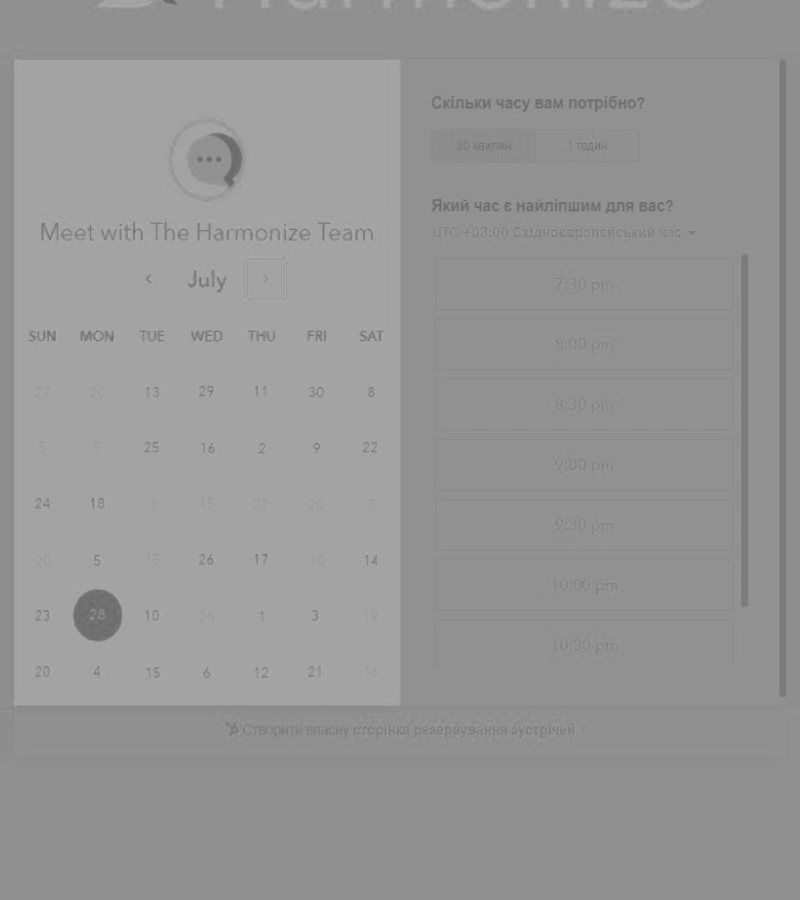 Harmonize
Meet with The Harmonize Team
July
SUN MON TUE WED THU FRI SAT
27 20 13 29 11 30 8
5 5 25 16 2 9 22
24 18 3 15 27 20 3
20 5 15 26 17 10 14
23 28 10 26 1 3 19
20 4 15 6 12 21 16
Скільки часу вам потрібно?
30 хвилин 1 годин
Який час є найліпшим для вас?
UTC +03:00 Східноєвропейський час
7:30 pm
8:00 pm
8:30 pm
9:00 pm
9:30 pm
10:00 pm
10:30 pm
Створити власну сторінка резервування зустрічей